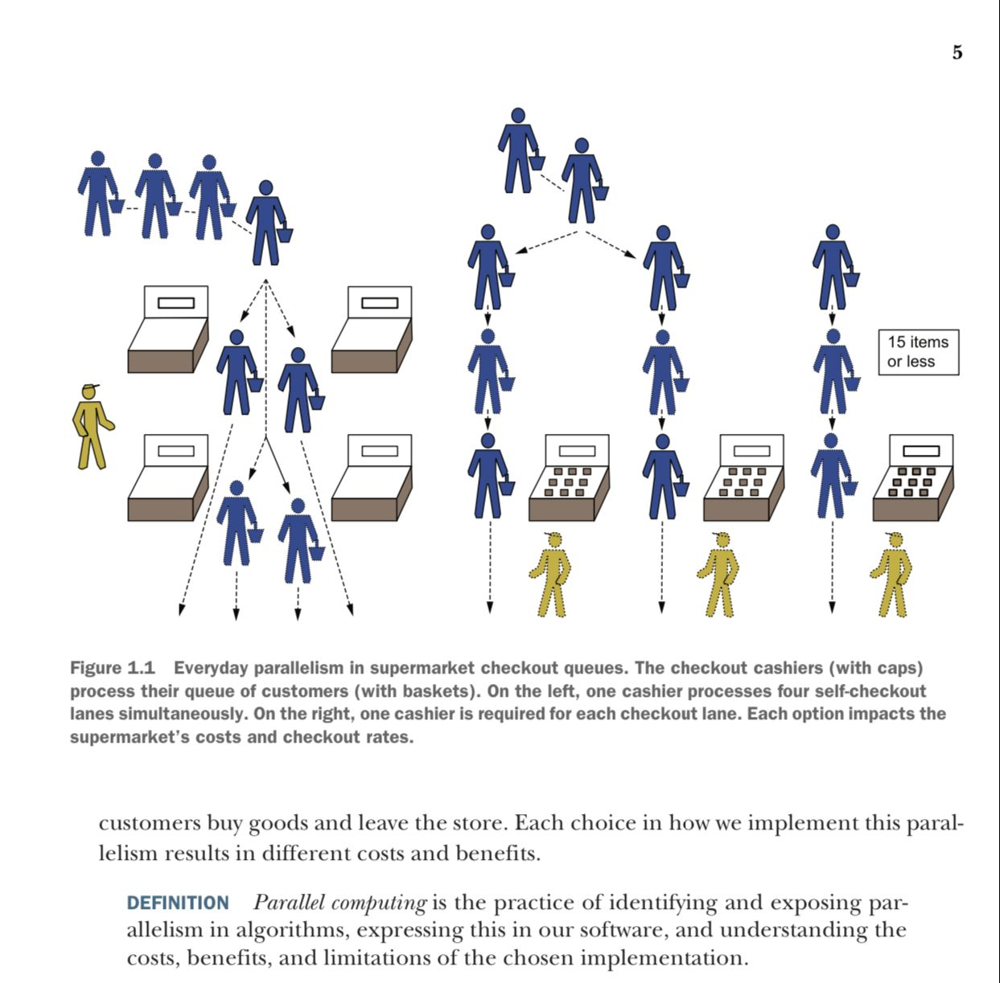 5
15 items
or less
Figure 1.1 Everyday parallelism in supermarket checkout queues. The checkout cashiers (with caps)
process their queue of customers (with baskets). On the left, one cashier processes four self-checkout
lanes simultaneously. On the right, one cashier is required for each checkout lane. Each option impacts the
supermarket’s costs and checkout rates.
customers buy goods and leave the store. Each choice in how we implement this paral-
lelism results in different costs and benefits.
DEFINITION Parallel computing is the practice of identifying and exposing par-
allelism in algorithms, expressing this in our software, and understanding the
costs, benefits, and limitations of the chosen implementation.